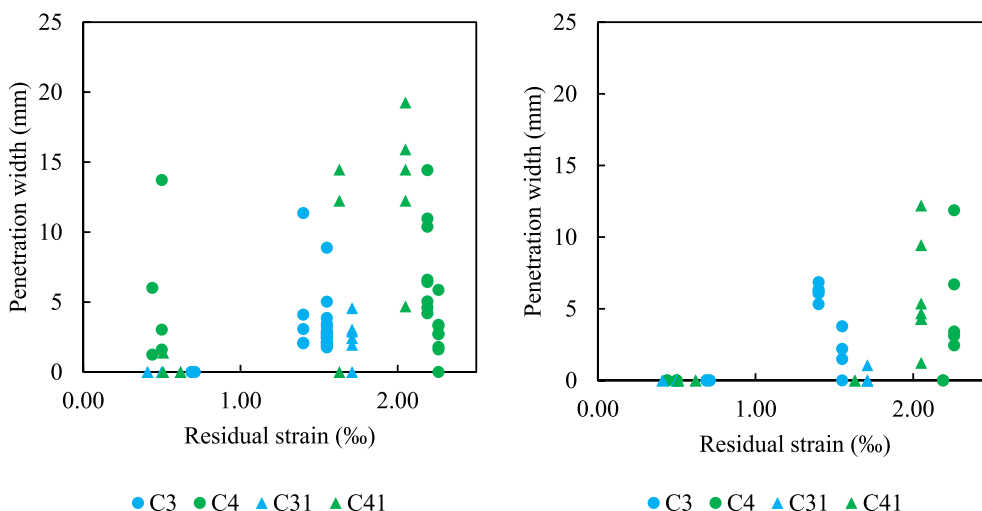 25
20
15
10
5
0
Penetration width (mm)
0.00 1.00 2.00
Residual strain (‰)
C3 C4 C31 C41
25
20
15
10
5
0
Penetration width (mm)
0.00 1.00 2.00
Residual strain (‰)
C3 C4 C31 C41